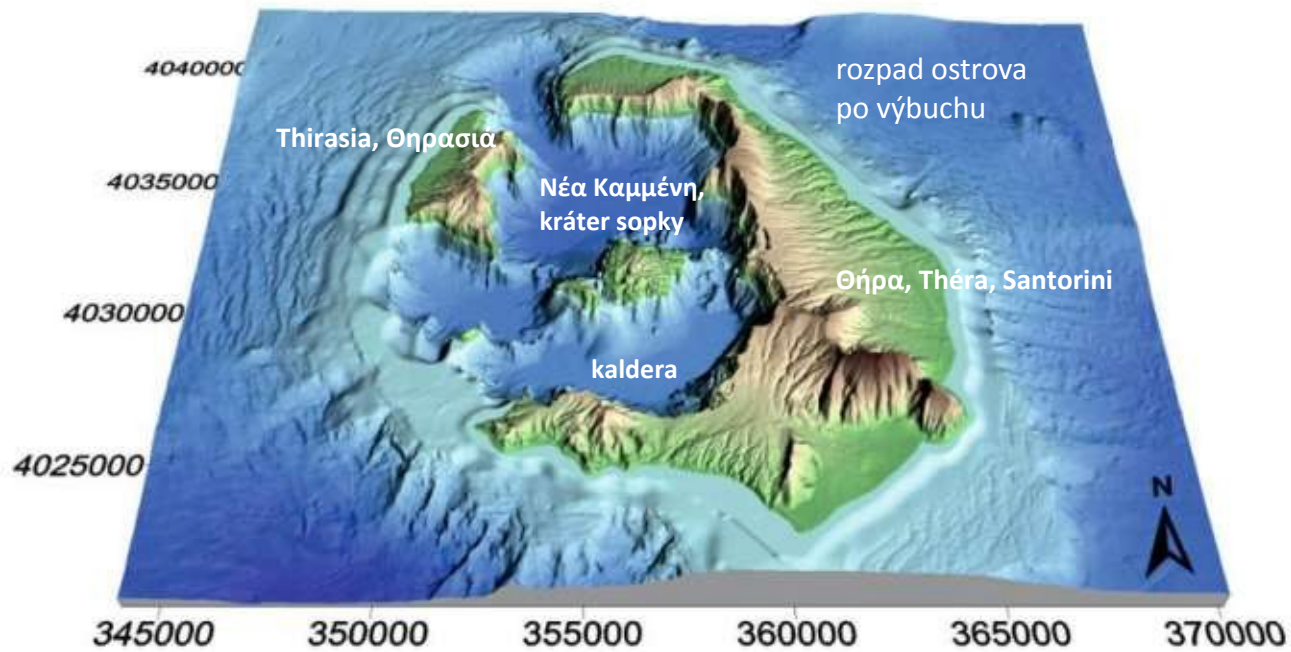 4040000
rozpad ostrova
po výbuchu
Thirasia, Θηρασιά
4035000
Νέα Καμμένη,
kráter sopky
Θήρα, Théra, Santorini
4030000
kaldera
4025000
N
345000 350000 355000 360000 365000 370000